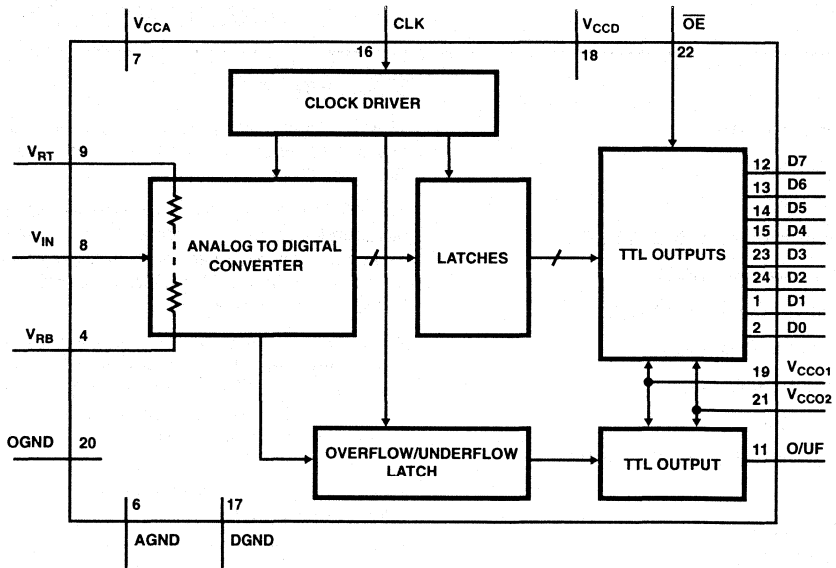 VCCA CLK VCCD OE
7 16 18 22
CLOCK DRIVER
VRT 9
VIN 8
VRB 4
ANALOG TO DIGITAL
CONVERTER
LATCHES
TTL OUTPUTS
12 D7
13 D6
14 D5
15 D4
23 D3
24 D2
1 D1
2 D0
19 VCCO1
21 VCCO2
OGND 20
OVERFLOW/UNDERFLOW
LATCH
TTL OUTPUT
11 O/UF
6 17
AGND DGND